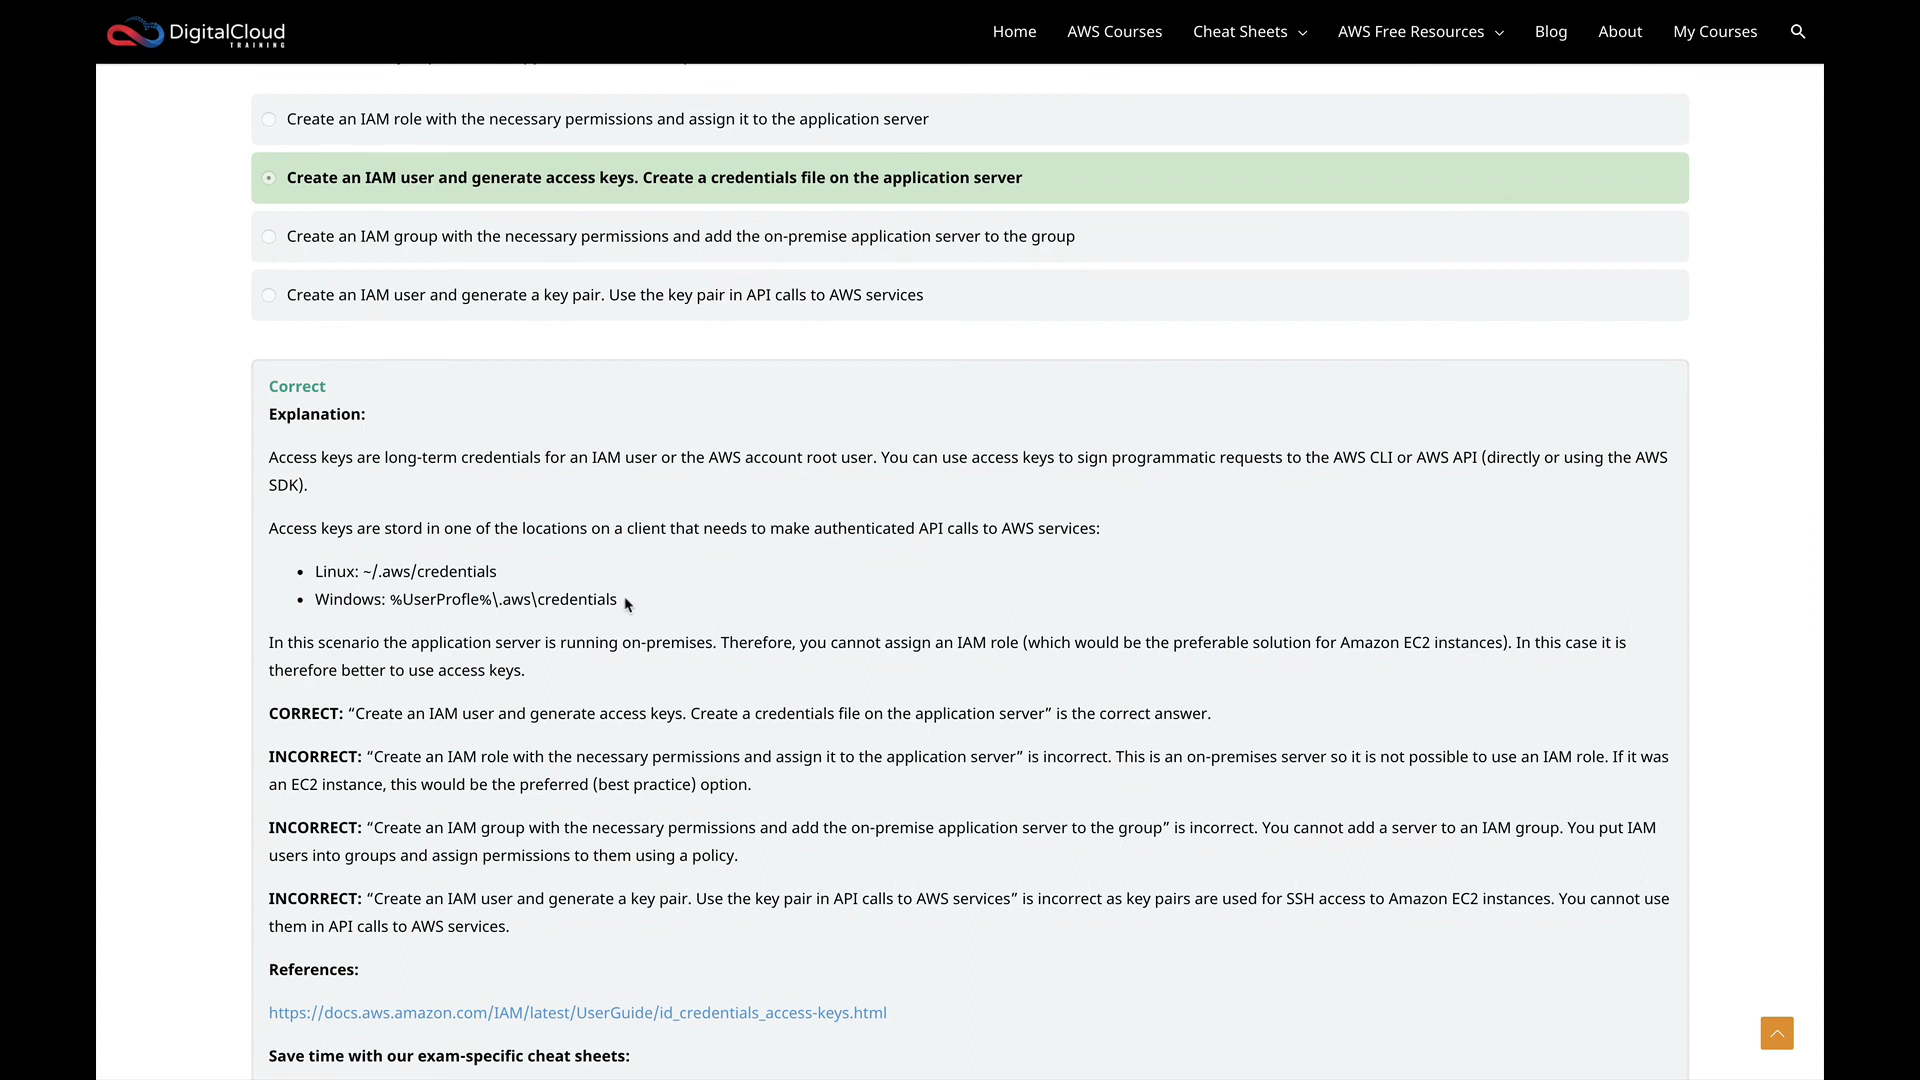 DigitalCloud
TRAINING
Home
AWS Courses
Cheat Sheets
AWS Free Resources
Blog
About
My Courses
Create an IAM role with the necessary permissions and assign it to the application server
Create an IAM user and generate access keys. Create a credentials file on the application server
Create an IAM group with the necessary permissions and add the on-premise application server to the group
Create an IAM user and generate a key pair. Use the key pair in API calls to AWS services
Correct
Explanation:
Access keys are long-term credentials for an IAM user or the AWS account root user. You can use access keys to sign programmatic requests to the AWS CLI or AWS API (directly or using the AWS
SDK).
Access keys are stord in one of the locations on a client that needs to make authenticated API calls to AWS services:
• Linux: ~/.aws/credentials
• Windows: %UserProfle%\.aws\credentials
In this scenario the application server is running on-premises. Therefore, you cannot assign an IAM role (which would be the preferable solution for Amazon EC2 instances). In this case it is
therefore better to use access keys.
CORRECT: “Create an IAM user and generate access keys. Create a credentials file on the application server” is the correct answer.
INCORRECT: “Create an IAM role with the necessary permissions and assign it to the application server” is incorrect. This is an on-premises server so it is not possible to use an IAM role. If it was
an EC2 instance, this would be the preferred (best practice) option.
INCORRECT: “Create an IAM group with the necessary permissions and add the on-premise application server to the group” is incorrect. You cannot add a server to an IAM group. You put IAM
users into groups and assign permissions to them using a policy.
INCORRECT: “Create an IAM user and generate a key pair. Use the key pair in API calls to AWS services” is incorrect as key pairs are used for SSH access to Amazon EC2 instances. You cannot use
them in API calls to AWS services.
References:
https://docs.aws.amazon.com/IAM/latest/UserGuide/id_credentials_access-keys.html
Save time with our exam-specific cheat sheets: